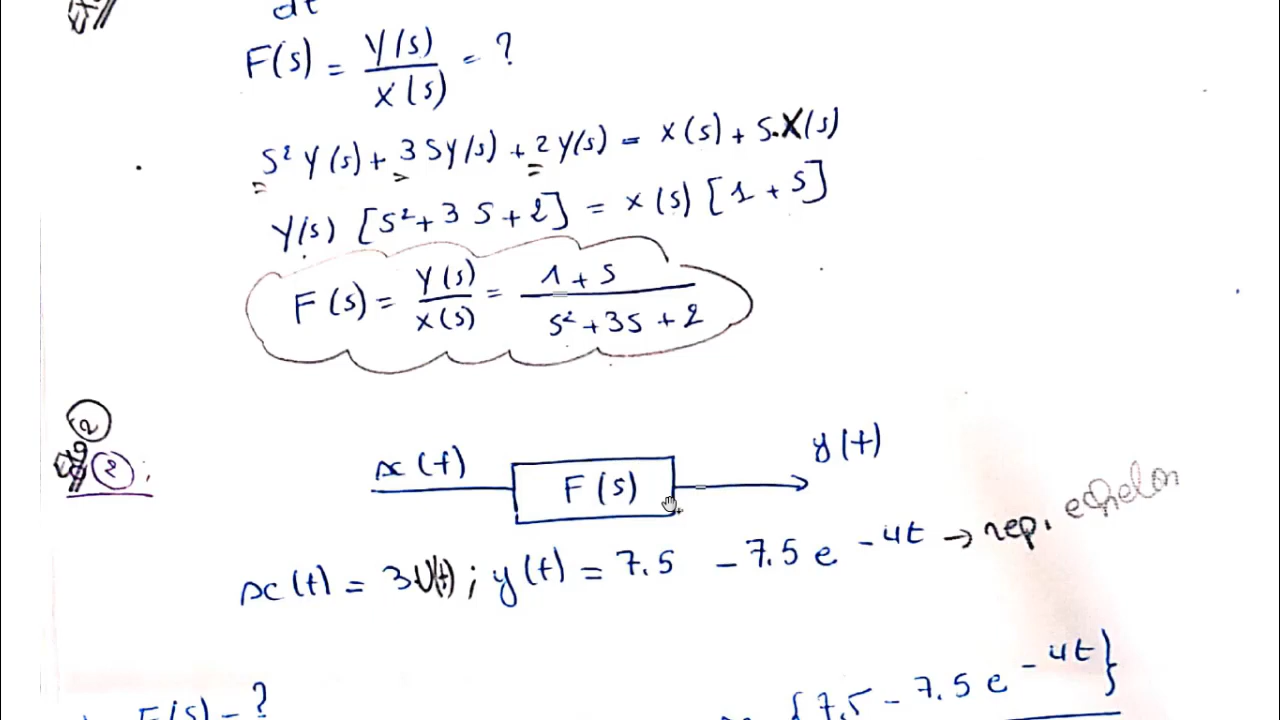 dt
F(s) = Y(s)/X(s) = ?
s² Y(s) + 3 s Y(s) + 2 Y(s) = X(s) + s.X(s)
Y(s) [s² + 3 s + 2] = X(s) [1 + s]
F(s) = Y(s)/X(s) = 1 + s / s² + 3s + 2
2
2 :
x(t) F(s) y(t)
x(t) = 3U(t) ; y(t) = 7.5 - 7.5 e^-4t → rep. echelon
F(s) = ?
{7.5 - 7.5 e^-4t}